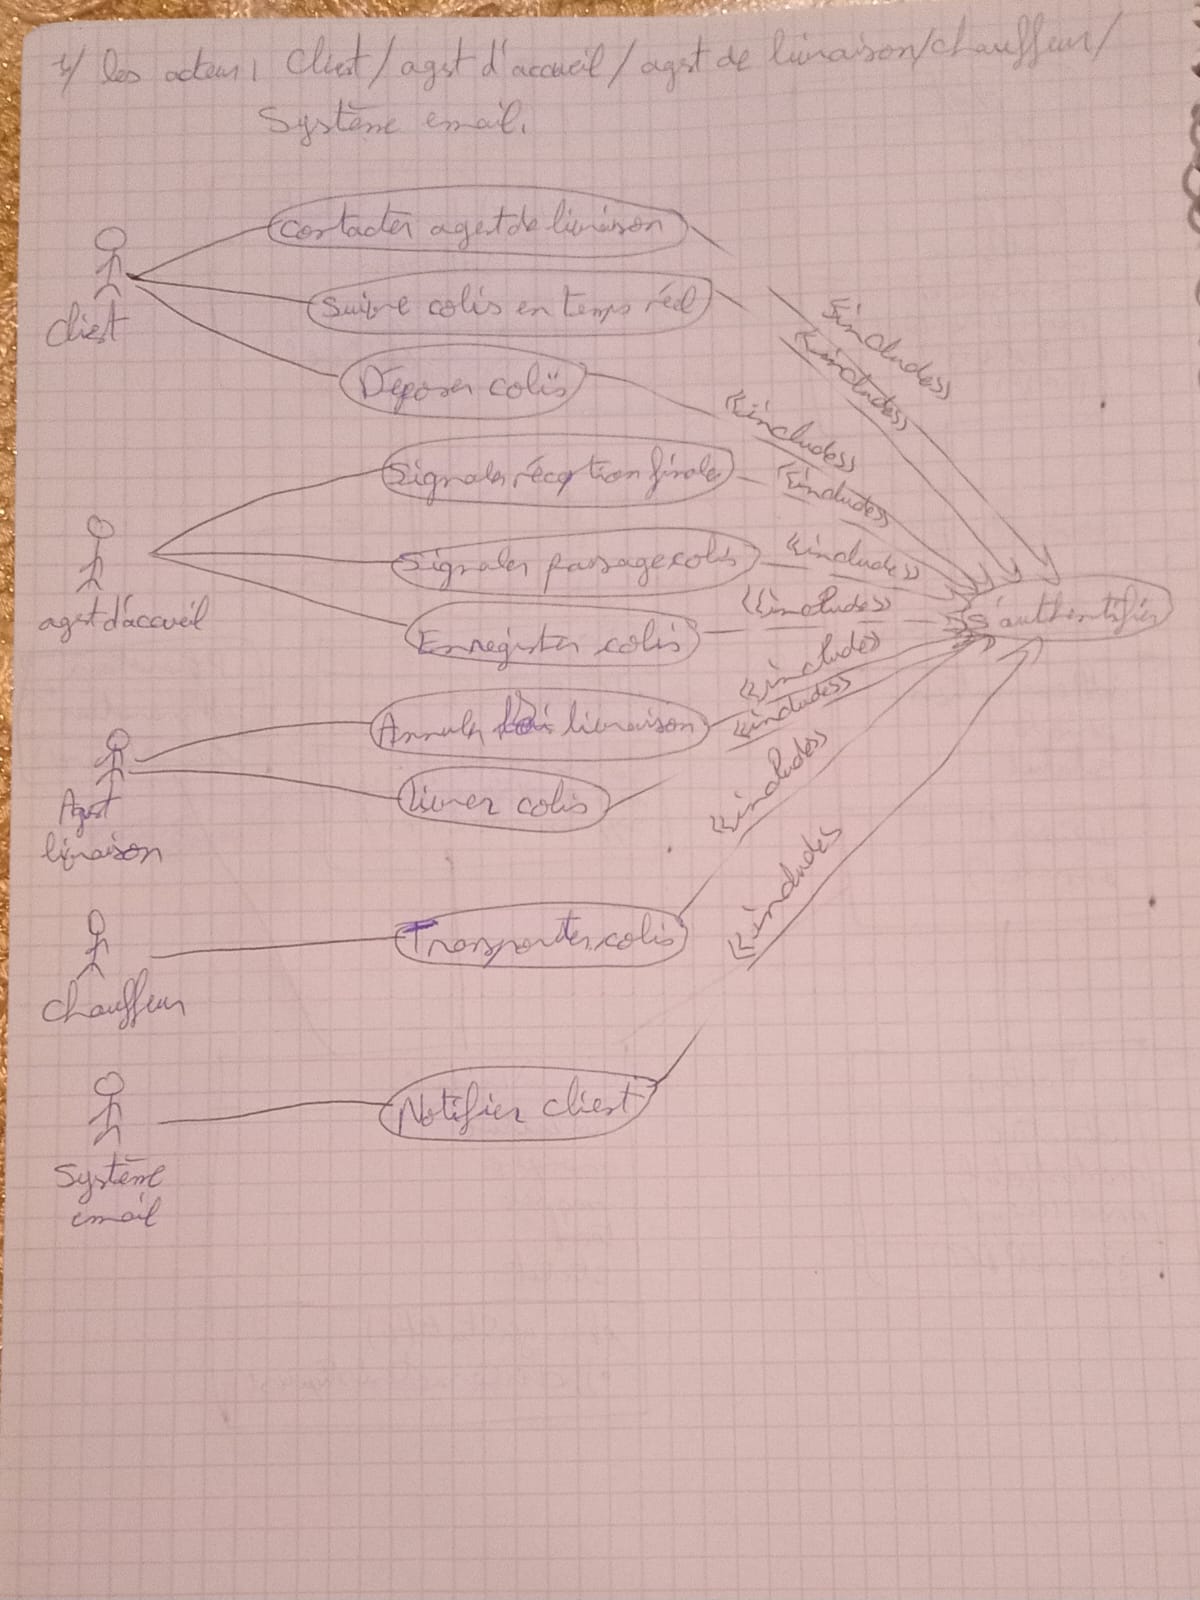 1/ les acteurs Client/agent d'accueil/agent de livraison/chauffeur/
Système email.
contacter agent de livraison
Suivre colis en temps réel
Client
Déposer colis
<<include>>
<<include>>
<<include>>
Signaler réception finale
<<include>>
Signaler passage colis
<<include>>
agent d'accueil
Enregister colis
<<include>>
s'authentifier
<<include>>
Annuler livraison
<<include>>
Livrer colis
<<include>>
Agent
livraison
<<include>>
Transporter colis
chauffeur
Notifier client
Système
email